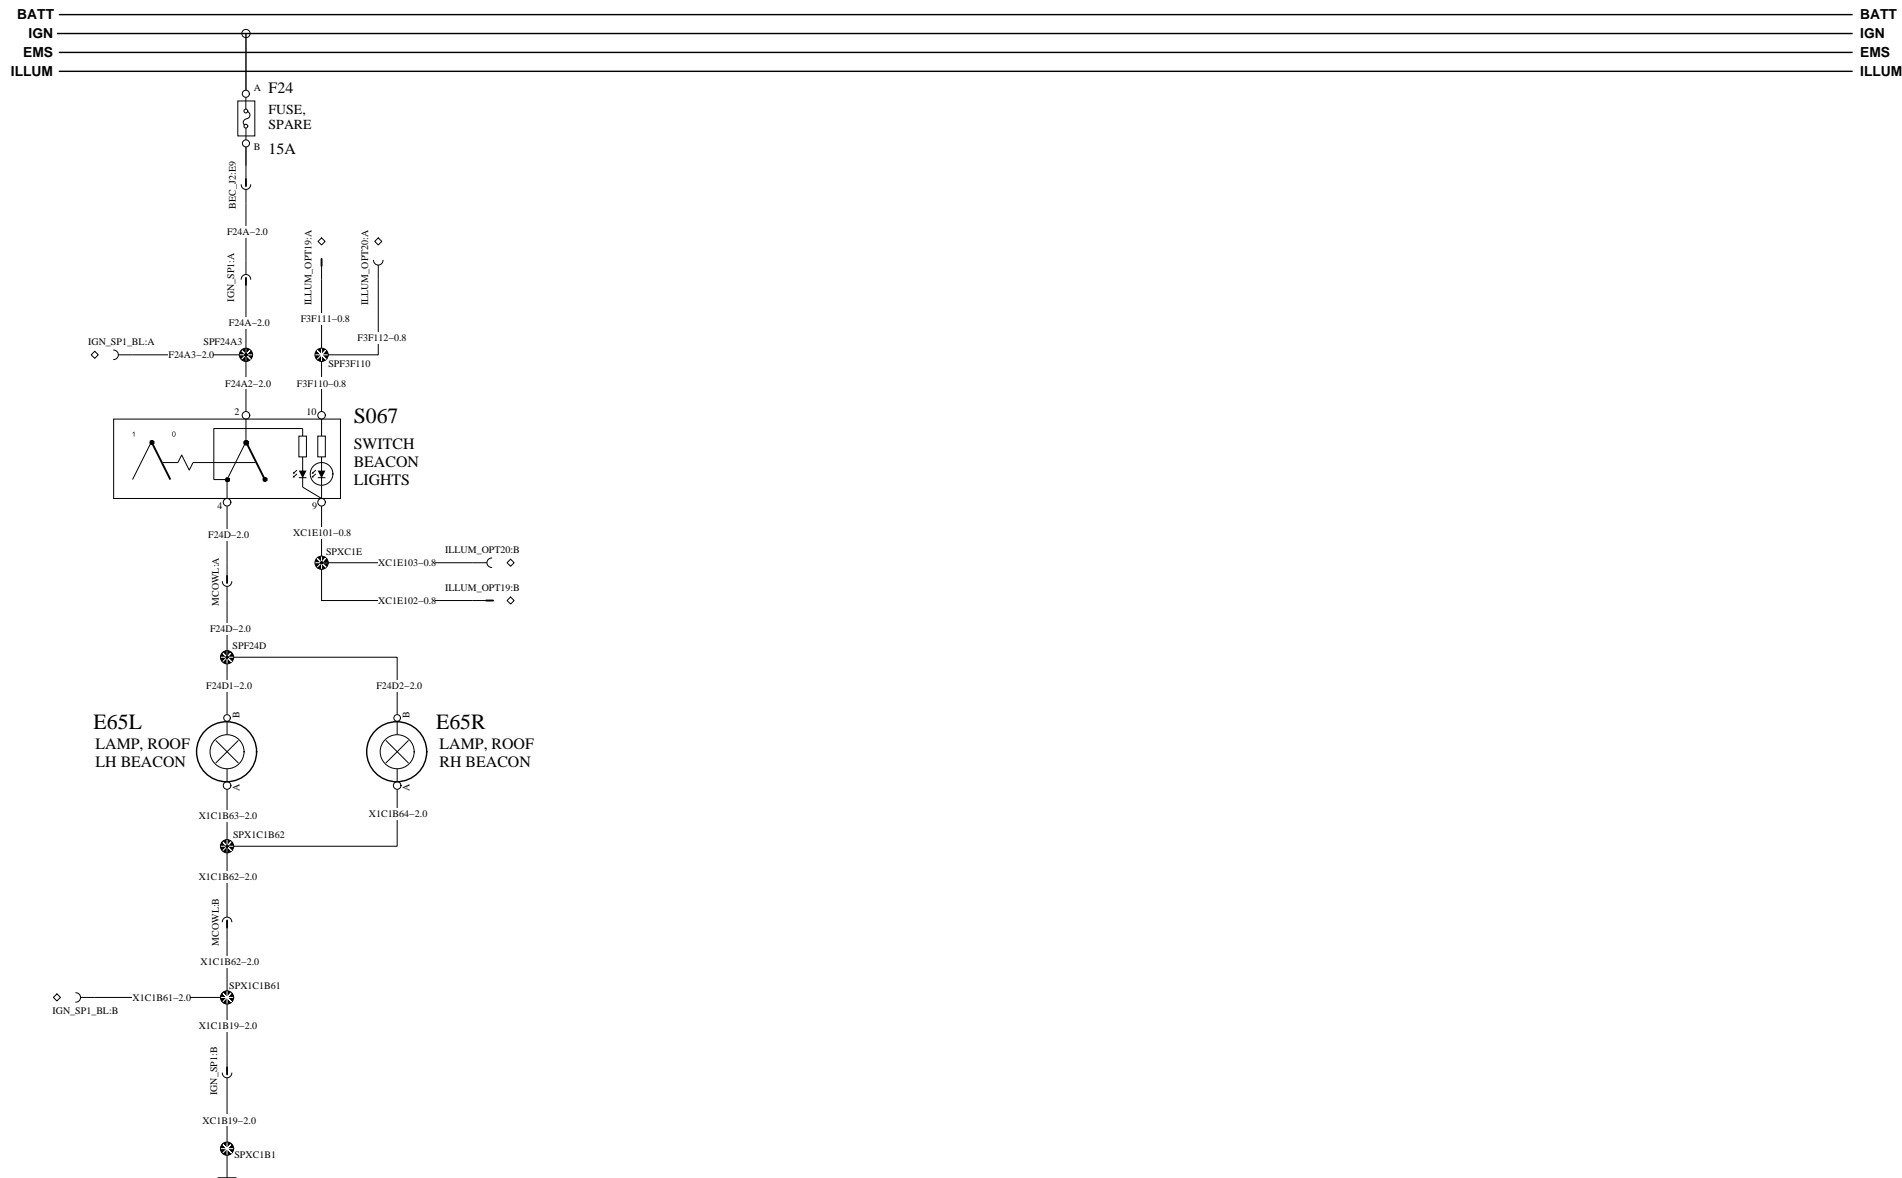 BATT BATT
IGN IGN
EMS EMS
ILLUM ILLUM
A F24
FUSE,
SPARE
B 15A
BEC_J2:E9
F24A–2.0
IGN_SP1:A
ILLUM_OPT19:A
ILLUM_OPT20:A
F24A–2.0
F3F111–0.8
F3F112–0.8
IGN_SP1_BL:A
SPF24A3
F24A3–2.0
SPF3F110
F24A2–2.0
F3F110–0.8
2
10
S067
SWITCH
BEACON
LIGHTS
1 0
4
9
F24D–2.0
XC1E101–0.8
SPXC1E
ILLUM_OPT20:B
XC1E103–0.8
MCOWL:A
ILLUM_OPT19:B
XC1E102–0.8
F24D–2.0
SPF24D
F24D1–2.0
F24D2–2.0
E65L
LAMP, ROOF
LH BEACON
B
A
E65R
LAMP, ROOF
RH BEACON
B
A
X1C1B63–2.0
X1C1B64–2.0
SPX1C1B62
X1C1B62–2.0
MCOWL:B
X1C1B62–2.0
SPX1C1B61
X1C1B61–2.0
IGN_SP1_BL:B
X1C1B19–2.0
IGN_SP1:B
XC1B19–2.0
SPXC1B1